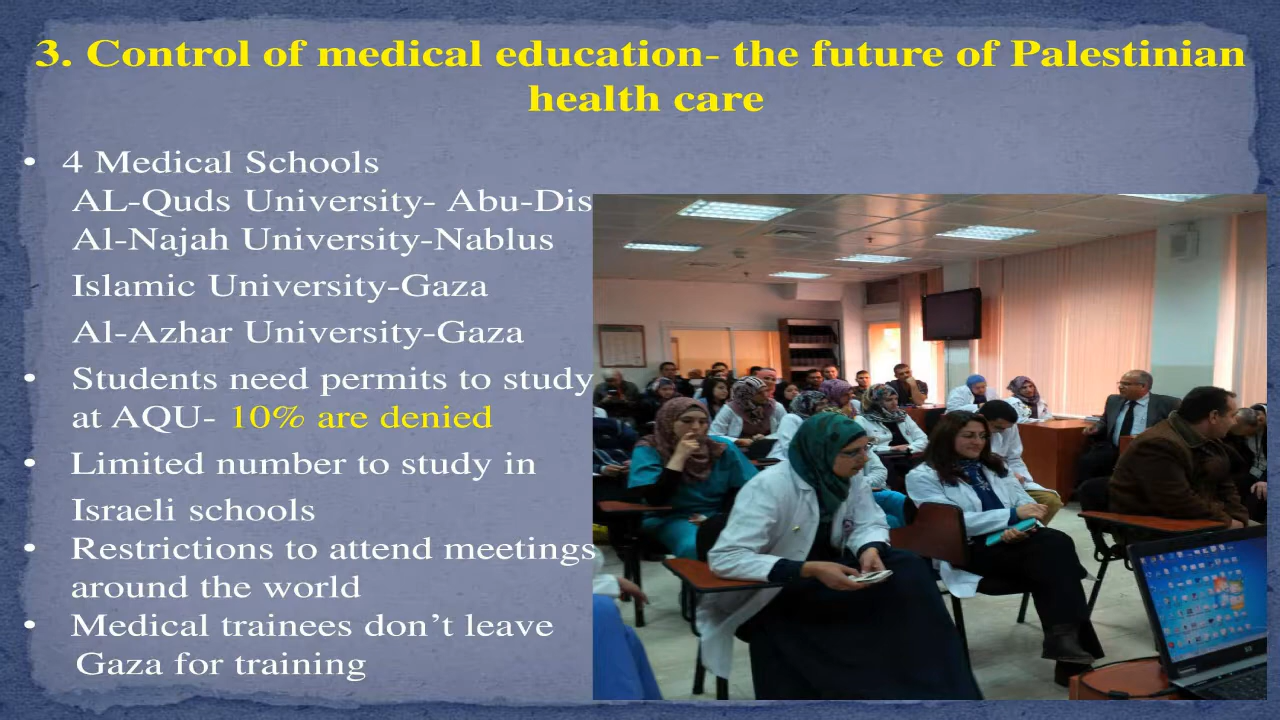 3. Control of medical education- the future of Palestinian
health care
• 4 Medical Schools
AL-Quds University- Abu-Dis
Al-Najah University-Nablus
Islamic University-Gaza
Al-Azhar University-Gaza
• Students need permits to study
at AQU- 10% are denied
• Limited number to study in
Israeli schools
• Restrictions to attend meetings
around the world
• Medical trainees don’t leave
Gaza for training